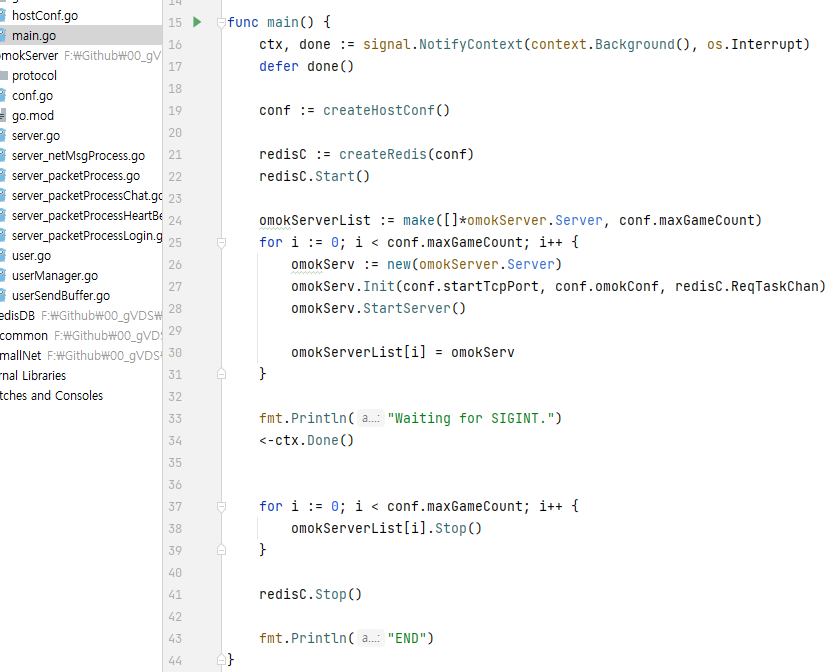 hostConf.go
main.go
omokServer F:₩Github₩00_gV
protocol
conf.go
go.mod
server.go
server_netMsgProcess.go
server_packetProcess.go
server_packetProcessChat.go
server_packetProcessHeartBe
server_packetProcessLogin.g
user.go
userManager.go
userSendBuffer.go
edisDB F:₩Github₩00_gVDS₩
common F:₩Github₩00_gVDS
mallNet F:₩Github₩00_gVDS₩
rnal Libraries
tches and Consoles
14
15 func main() {
16 ctx, done := signal.NotifyContext(context.Background(), os.Interrupt)
17 defer done()
18
19 conf := createHostConf()
20
21 redisC := createRedis(conf)
22 redisC.Start()
23
24 omokServerList := make([]*omokServer.Server, conf.maxGameCount)
25 for i := 0; i < conf.maxGameCount; i++ {
26 omokServ := new(omokServer.Server)
27 omokServ.Init(conf.startTcpPort, conf.omokConf, redisC.ReqTaskChan)
28 omokServ.StartServer()
29
30 omokServerList[i] = omokServ
31 }
32
33 fmt.Println( a...: "Waiting for SIGINT.")
34 <-ctx.Done()
35
36
37 for i := 0; i < conf.maxGameCount; i++ {
38 omokServerList[i].Stop()
39 }
40
41 redisC.Stop()
42
43 fmt.Println( a...: "END")
44 }